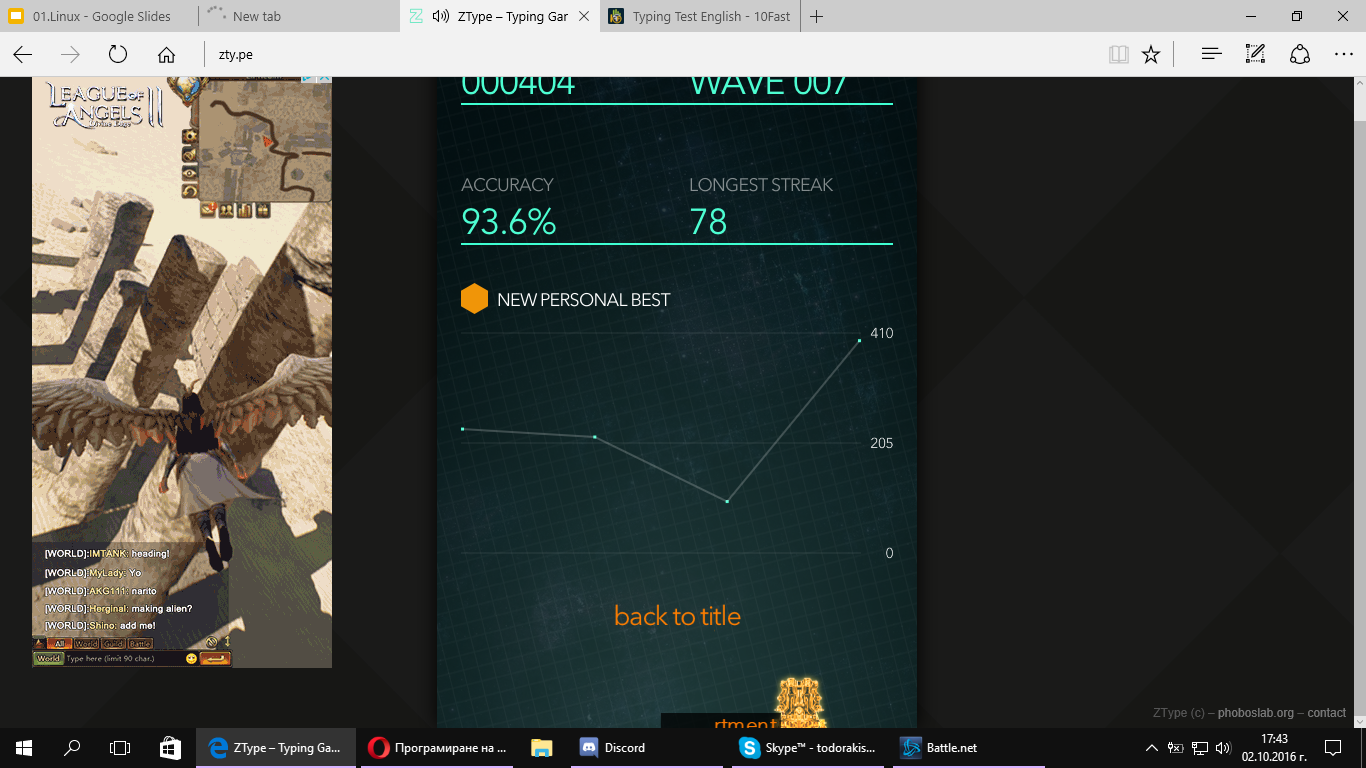 01.Linux - Google Slides
New tab
ZType – Typing Gar
Typing Test English - 10Fast
zty.pe
LEAGUE OF
ANGELS II
000404
WAVE 007
ACCURACY
LONGEST STREAK
93.6%
78
NEW PERSONAL BEST
410
205
0
back to title
rtment
[WORLD]:IMTANK: heading!
[WORLD]:MyLady: Yo
[WORLD]:AKG111: narito
[WORLD]:Herginal: making alien?
[WORLD]:Shino: add me!
All World Guild Battle
World Type here (limit 90 char.)
ZType (c) – phoboslab.org – contact
ZType – Typing Ga...
Програмиране на ...
Discord
Skype™ - todorakis...
Battle.net
17:43
02.10.2016 г.